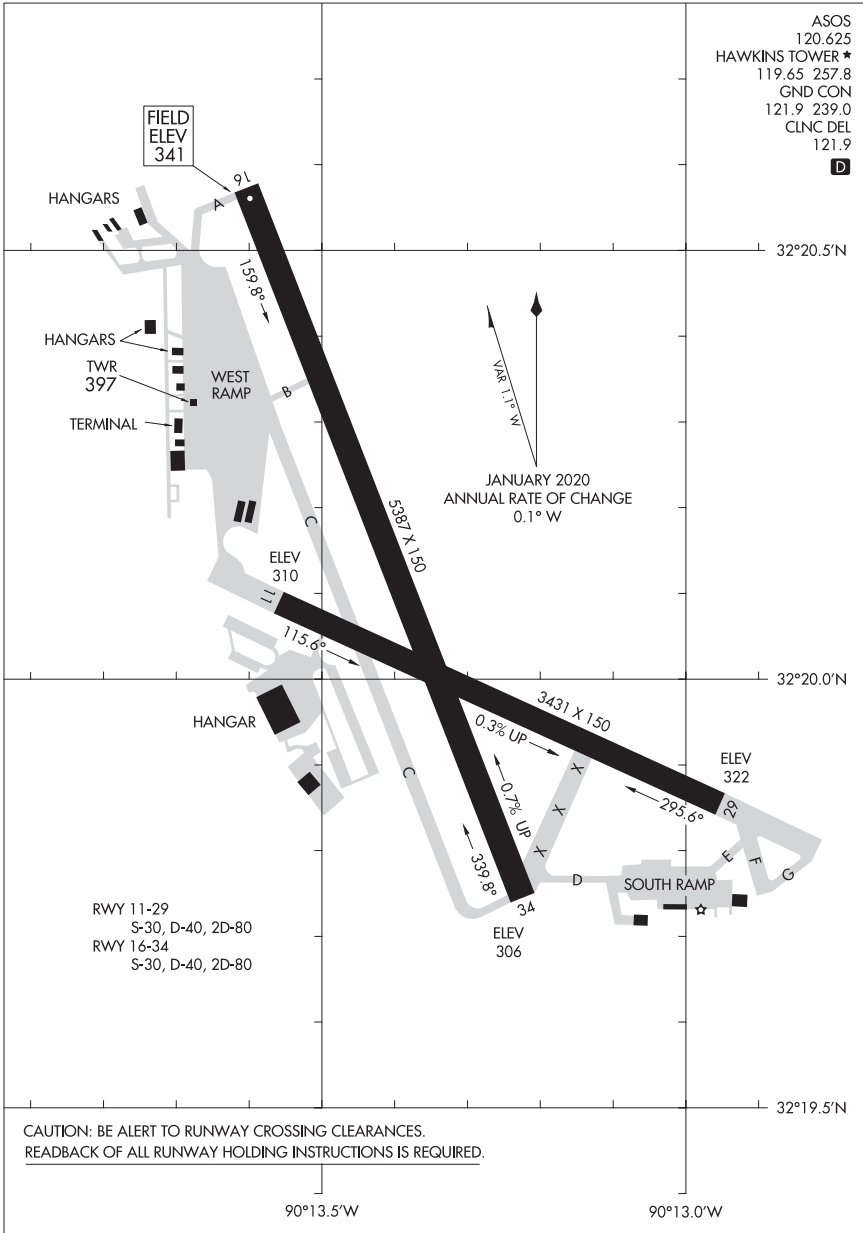 ASOS
120.625
HAWKINS TOWER ★
119.65 257.8
GND CON
121.9 239.0
CLNC DEL
121.9
D
FIELD
ELEV
341
16
A
HANGARS
32°20.5'N
159.8°
HANGARS
TWR
397
WEST
RAMP
B
TERMINAL
VAR 1.1° W
JANUARY 2020
ANNUAL RATE OF CHANGE
0.1° W
5387 X 150
C
ELEV
310
11
115.6°
32°20.0'N
HANGAR
3431 X 150
0.3% UP
C
X
X
X
0.7% UP
339.8°
ELEV
322
29
295.6°
E
F
G
D
SOUTH RAMP
34
ELEV
306
RWY 11-29
S-30, D-40, 2D-80
RWY 16-34
S-30, D-40, 2D-80
32°19.5'N
CAUTION: BE ALERT TO RUNWAY CROSSING CLEARANCES.
READBACK OF ALL RUNWAY HOLDING INSTRUCTIONS IS REQUIRED.
90°13.5'W
90°13.0'W